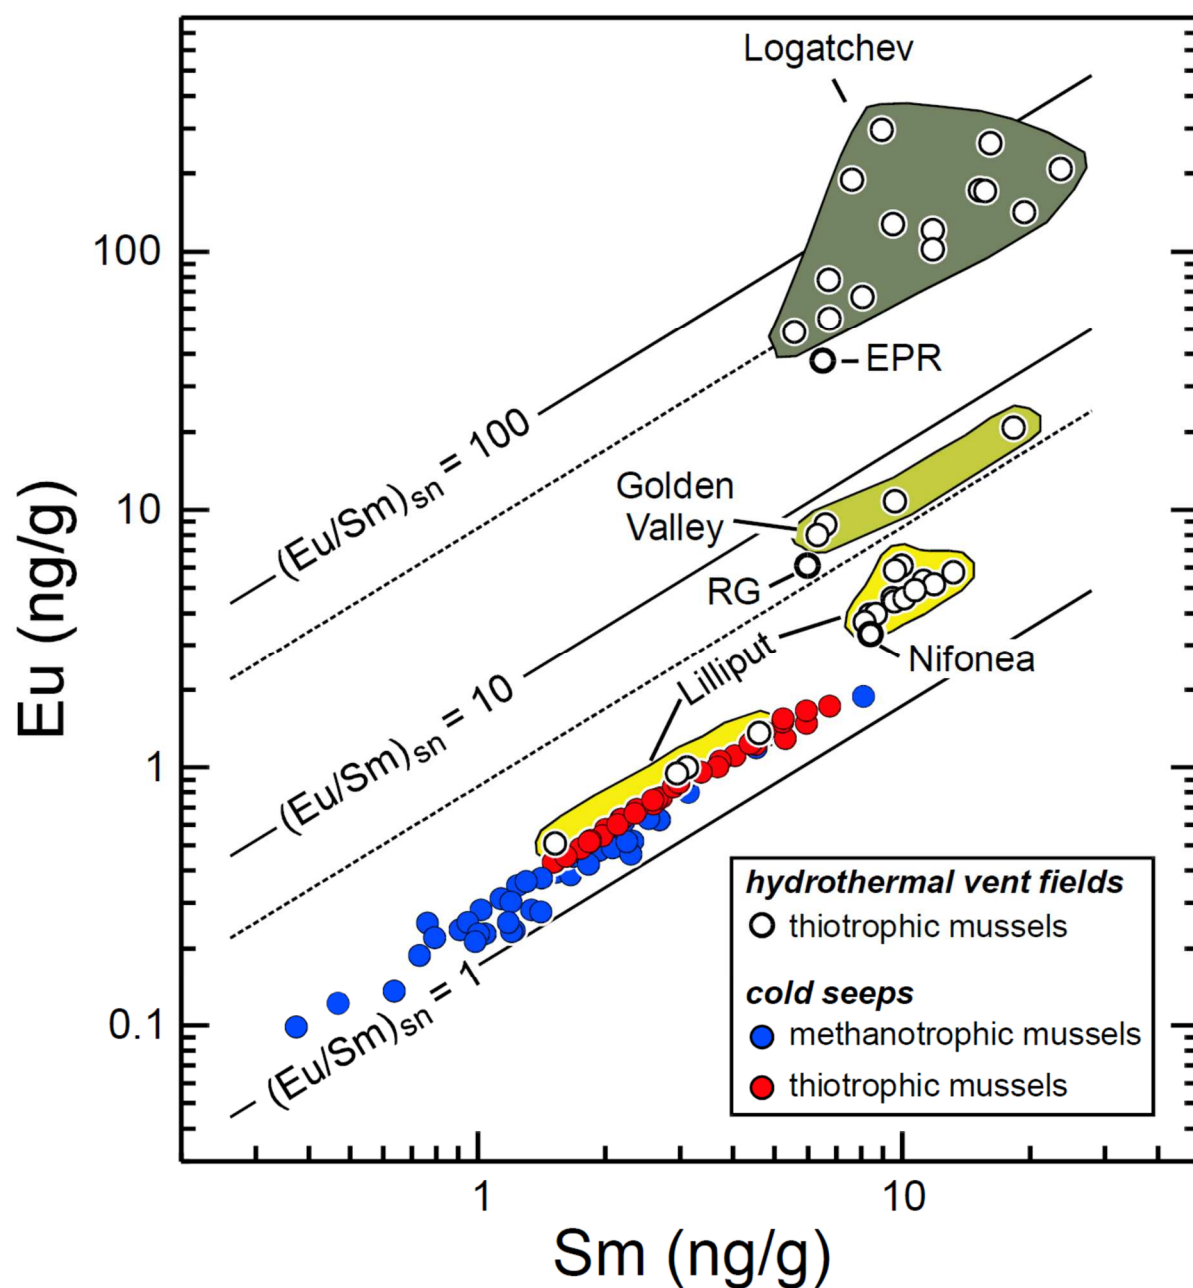 Logatchev
100
EPR
(Eu/Sm)sn = 100
Golden
Valley
10
RG
Eu (ng/g)
Nifonea
Lilliput
(Eu/Sm)sn = 10
1
hydrothermal vent fields
thiotrophic mussels
cold seeps
methanotrophic mussels
thiotrophic mussels
0.1
(Eu/Sm)sn = 1
1
10
Sm (ng/g)